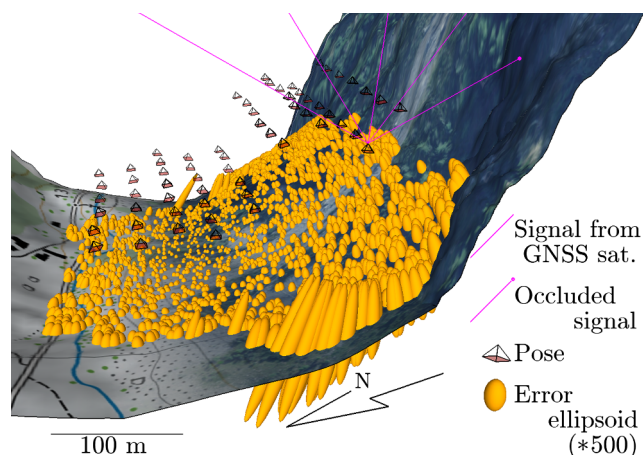 Signal from
GNSS sat.
Occluded
signal
Pose
Error
ellipsoid
(*500)
N
100 m